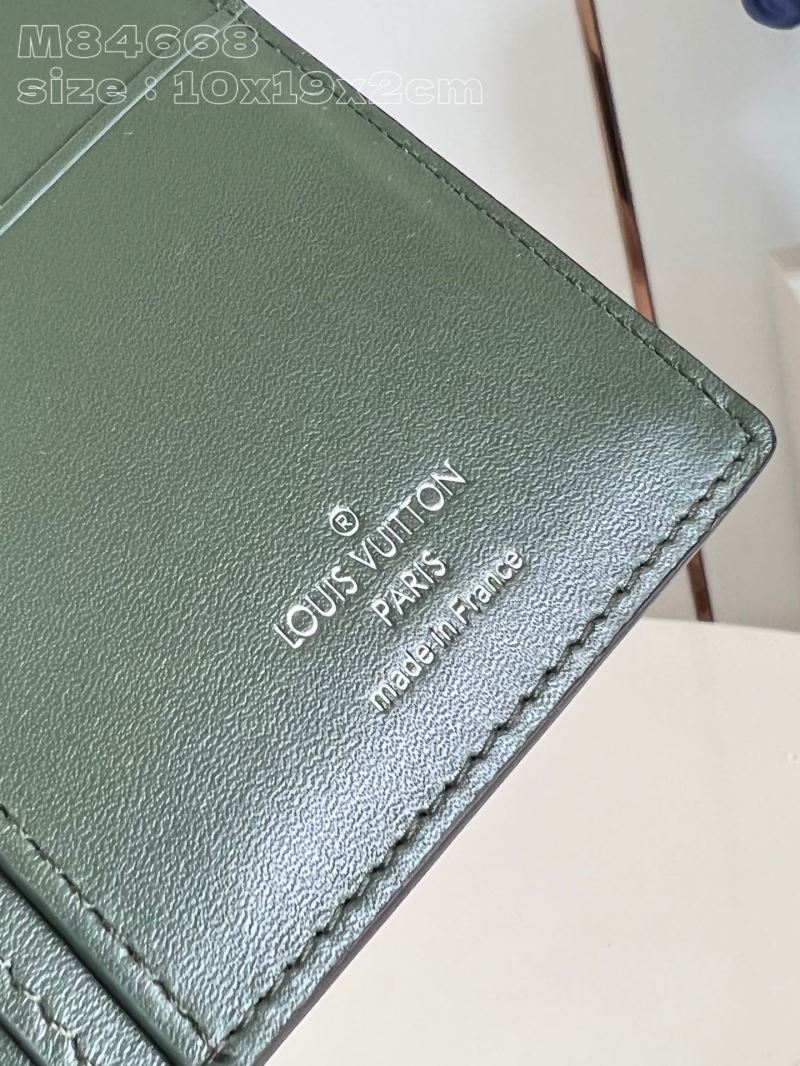 M84668
size : 10x19x2cm
®
LOUIS VUITTON
PARIS
made in France